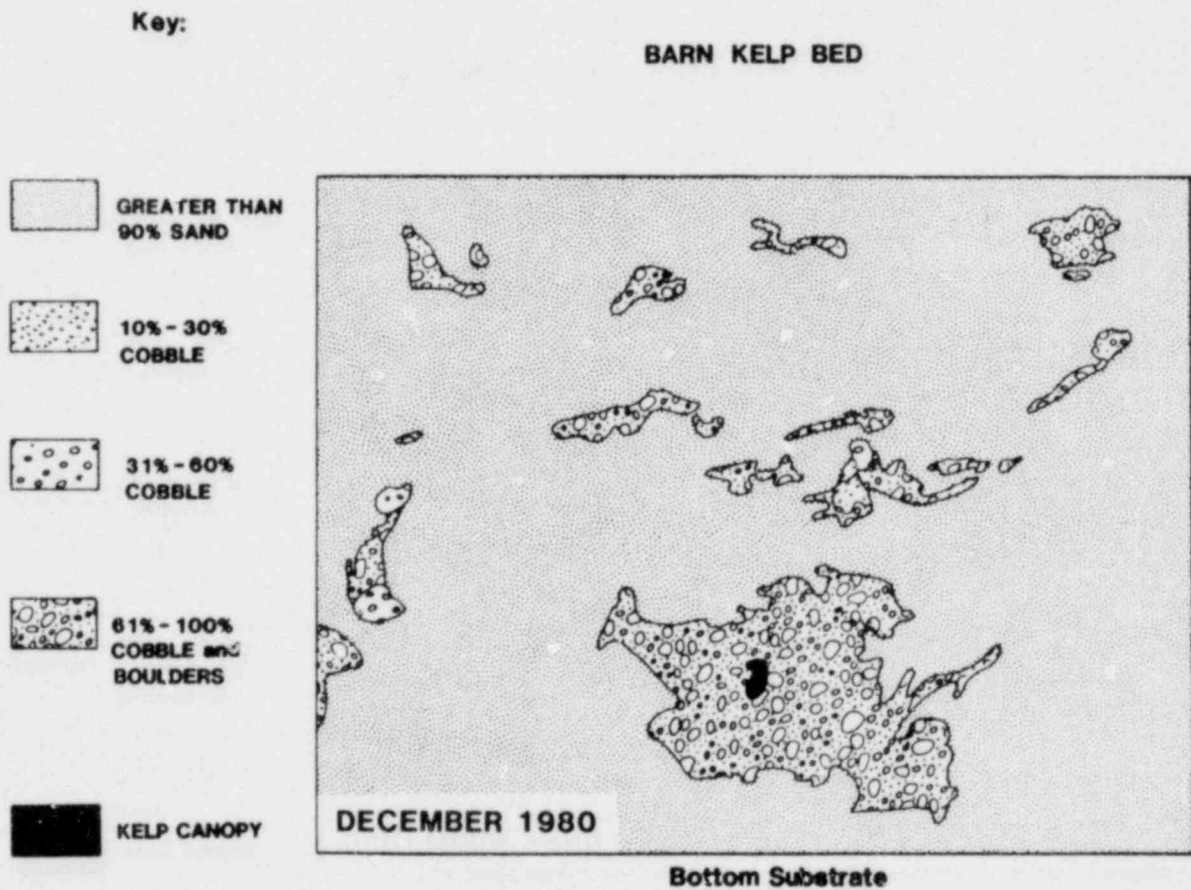 Key:
BARN KELP BED
GREATER THAN
90% SAND
10% - 30%
COBBLE
31% - 60%
COBBLE
61% - 100%
COBBLE and
BOULDERS
KELP CANOPY
DECEMBER 1980
Bottom Substrate